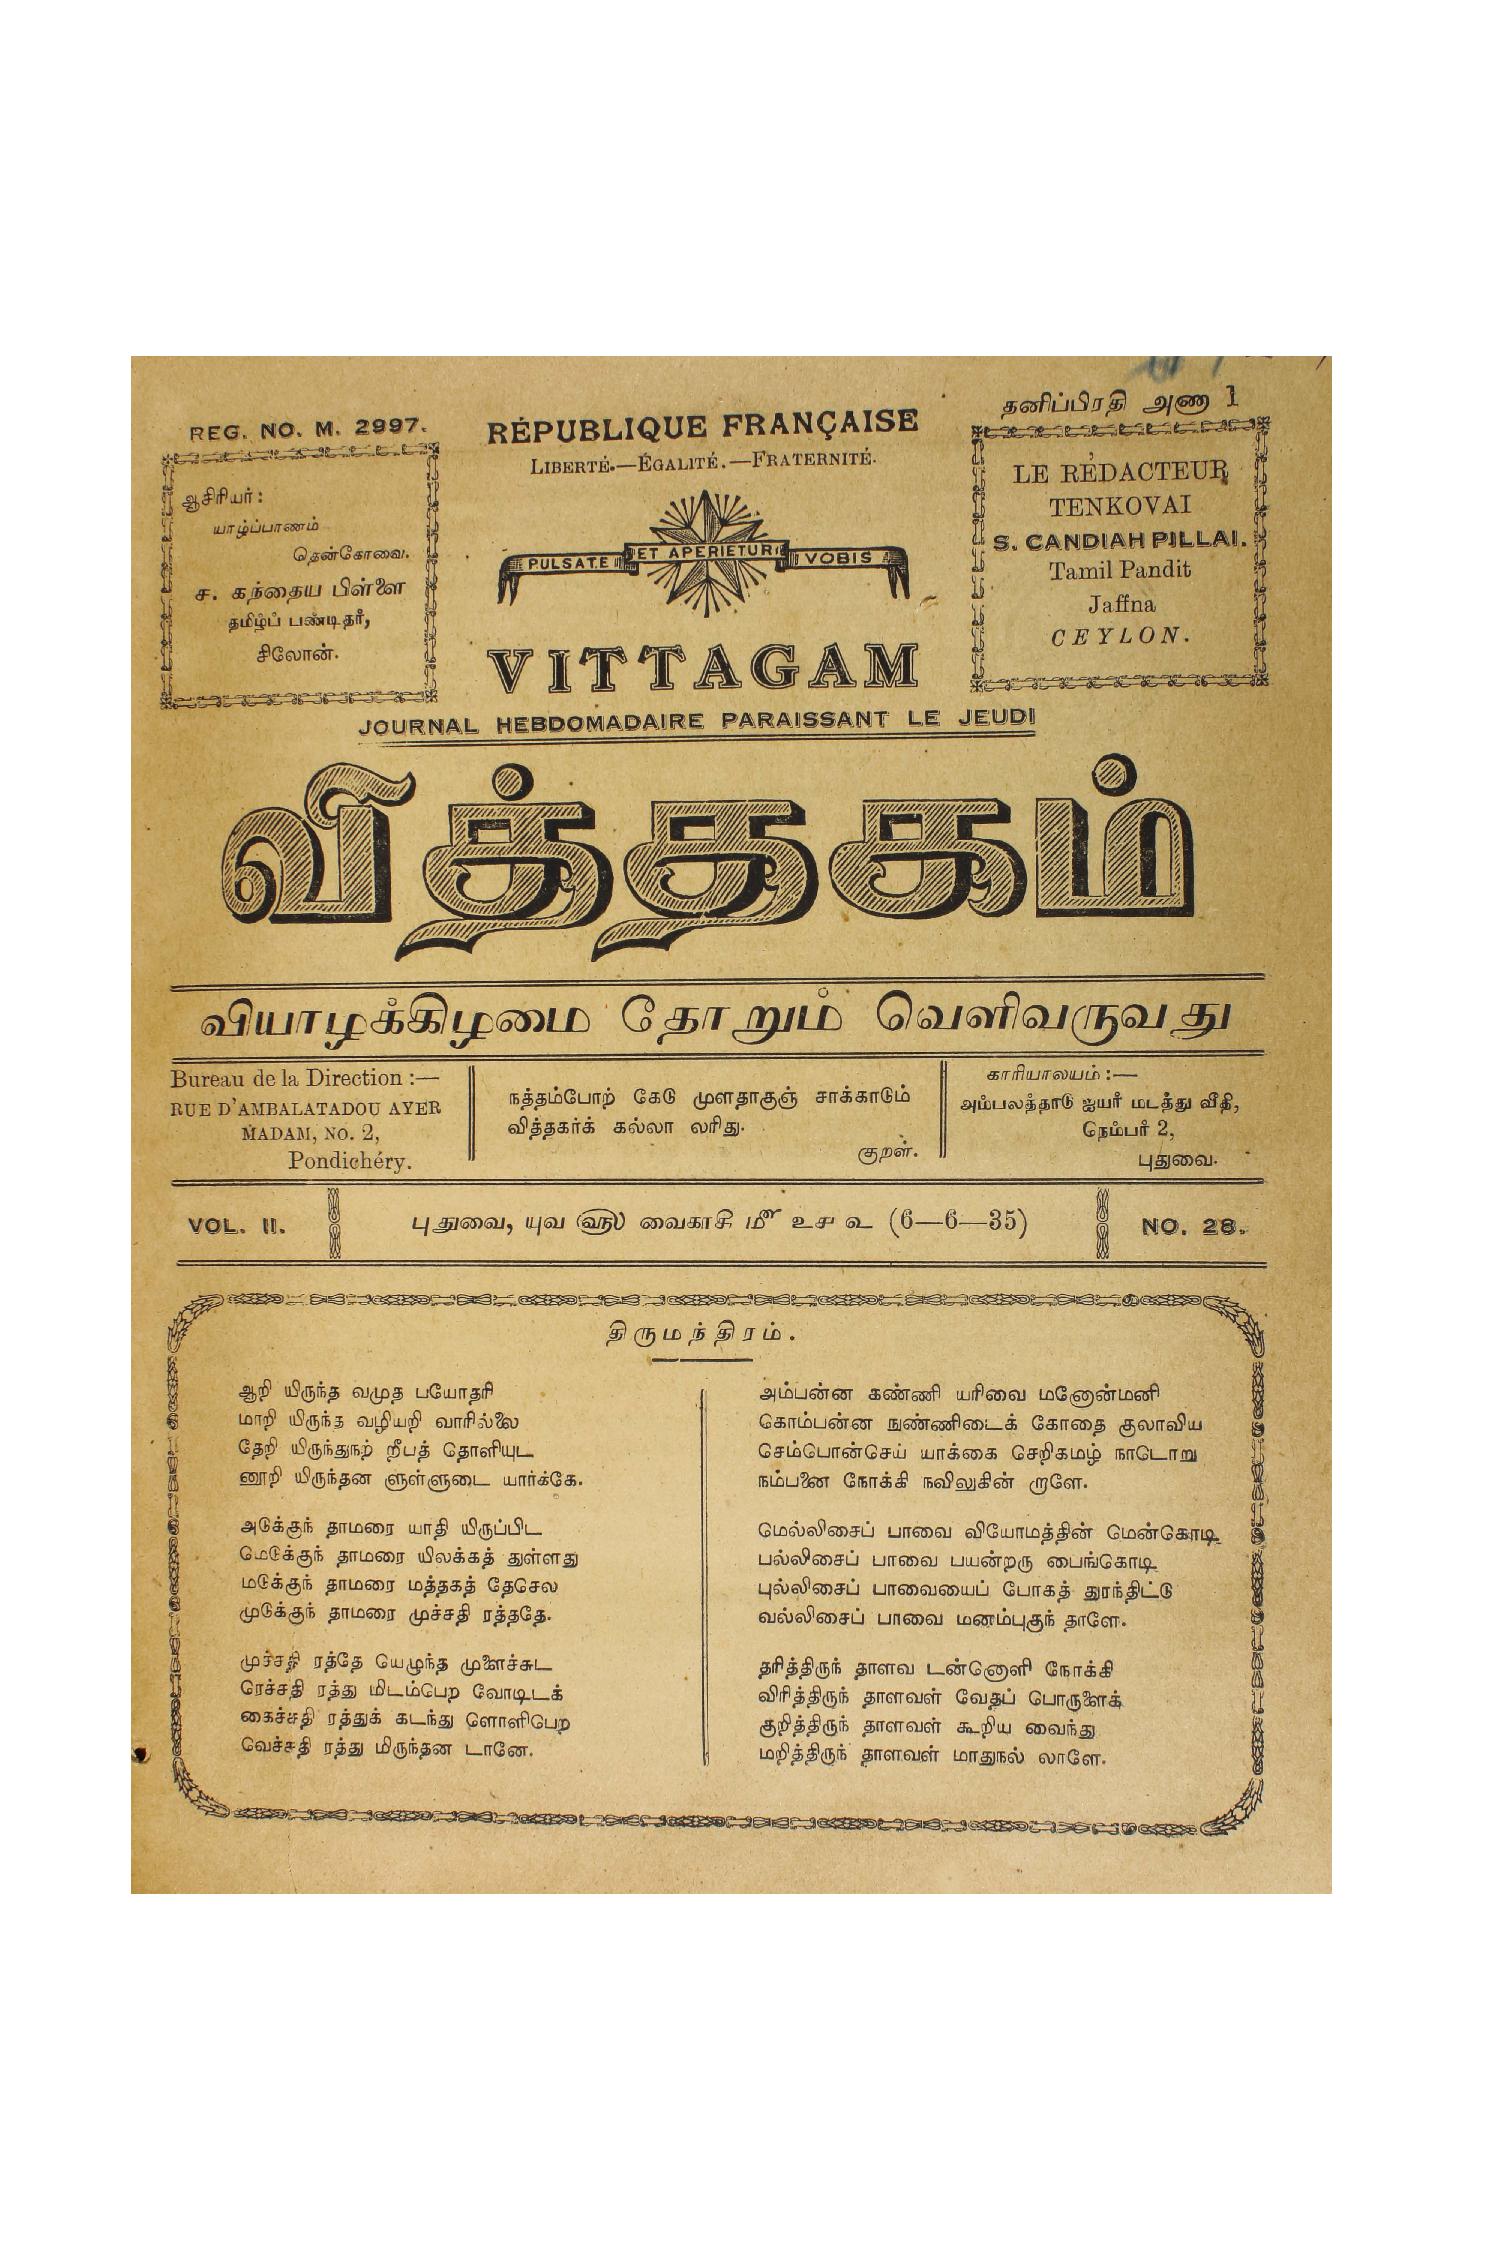 REG. NO. M. 2997.
ஆசிரியர்:
யாழ்ப்பாணம்
தென்கோவை.
ச. கந்தைய பிள்ளை
தமிழ்ப் பண்டிதர்,
சிலோன்.
RÉPUBLIQUE FRANÇAISE
LIBERTÉ.—ÉGALITÉ.—FRATERNITÉ.
PULSATE ET APERIETUR VOBIS
VITTAGAM
தனிப்பிரதி அணா 1
LE RÉDACTEUR
TENKOVAI
S. CANDIAH PILLAI.
Tamil Pandit
Jaffna
CEYLON.
JOURNAL HEBDOMADAIRE PARAISSANT LE JEUDI
வித்தகம்
வியாழக்கிழமை தோறும் வெளிவருவது
Bureau de la Direction :—
RUE D'AMBALATADOU AYER
MADAM, NO. 2,
Pondichéry.
நத்தம்போற் கேடு முளதாகுஞ் சாக்காடும்
வித்தகர்க் கல்லா லரிது.
குறள்.
காரியாலயம் :—
அம்பலத்தாடு ஐயர் மடத்து வீதி,
நெம்பர் 2,
புதுவை.
VOL. II.
புதுவை, யுவ ௵ வைகாசி ௴ ௨௪ ௳ (6—6—35)
NO. 28.
திருமந்திரம்.
ஆறி யிருந்த வமுத பயோதரி
மாறி யிருந்த வழியறி வாரில்லை
தேறி யிருந்துநற் றீபத் தொளியுட
னூறி யிருந்தன ளுள்ளுடை யார்க்கே.
அடுக்குந் தாமரை யாதி யிருப்பிட
மெடுக்குந் தாமரை யிலக்கத் துள்ளது
மடுக்குந் தாமரை மத்தகத் தேசெல
முடுக்குந் தாமரை முச்சதி ரத்ததே.
முச்சதி ரத்தே யெழுந்த முளைச்சுட
ரெச்சதி ரத்து மிடம்பெற வோடிடக்
கைச்சதி ரத்துக் கடந்து ளொளிபெற
வேச்சதி ரத்து மிருந்தன டானே.
அம்பன்ன கண்ணி யரிவை மனோன்மனி
கொம்பன்ன நுண்ணிடைக் கோதை குலாவிய
செம்பொன்செய் யாக்கை செறிகமழ் நாடொறு
நம்பனை நோக்கி நவிலுகின் றாளே.
மெல்லிசைப் பாவை வியோமத்தின் மென்கொடி
பல்லிசைப் பாவை பயன்றரு பைங்கொடி
புல்லிசைப் பாவையைப் போகத் துரந்திட்டு
வல்லிசைப் பாவை மனம்புகுந் தாளே.
தரித்திருந் தாளவ டன்னொளி நோக்கி
விரித்திருந் தாளவள் வேதப் பொருளைக்
குறித்திருந் தாளவள் கூறிய வைந்து
மறித்திருந் தாளவள் மாதுநல் லாளே.